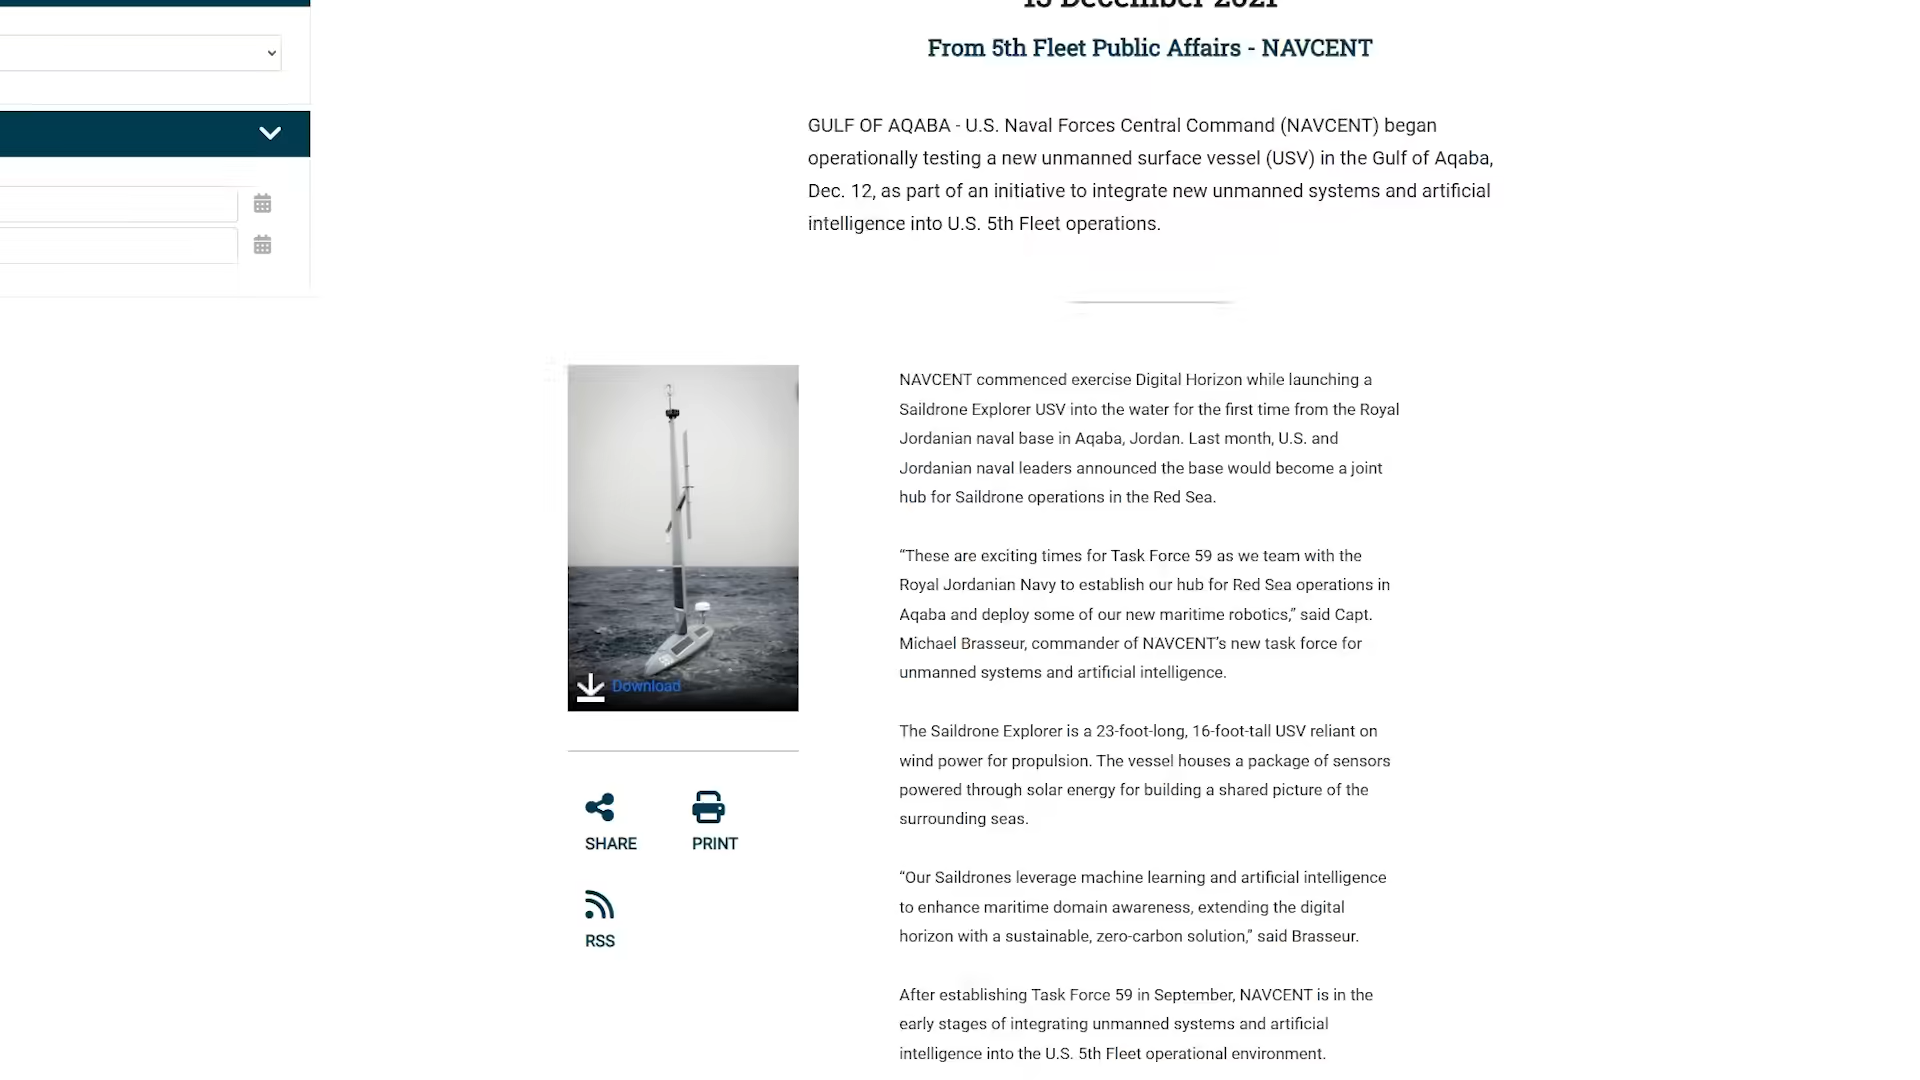 13 December 2021
From 5th Fleet Public Affairs - NAVCENT
GULF OF AQABA - U.S. Naval Forces Central Command (NAVCENT) began
operationally testing a new unmanned surface vessel (USV) in the Gulf of Aqaba,
Dec. 12, as part of an initiative to integrate new unmanned systems and artificial
intelligence into U.S. 5th Fleet operations.
Download
SHARE
PRINT
RSS
NAVCENT commenced exercise Digital Horizon while launching a
Saildrone Explorer USV into the water for the first time from the Royal
Jordanian naval base in Aqaba, Jordan. Last month, U.S. and
Jordanian naval leaders announced the base would become a joint
hub for Saildrone operations in the Red Sea.
“These are exciting times for Task Force 59 as we team with the
Royal Jordanian Navy to establish our hub for Red Sea operations in
Aqaba and deploy some of our new maritime robotics,” said Capt.
Michael Brasseur, commander of NAVCENT’s new task force for
unmanned systems and artificial intelligence.
The Saildrone Explorer is a 23-foot-long, 16-foot-tall USV reliant on
wind power for propulsion. The vessel houses a package of sensors
powered through solar energy for building a shared picture of the
surrounding seas.
“Our Saildrones leverage machine learning and artificial intelligence
to enhance maritime domain awareness, extending the digital
horizon with a sustainable, zero-carbon solution,” said Brasseur.
After establishing Task Force 59 in September, NAVCENT is in the
early stages of integrating unmanned systems and artificial
intelligence into the U.S. 5th Fleet operational environment.